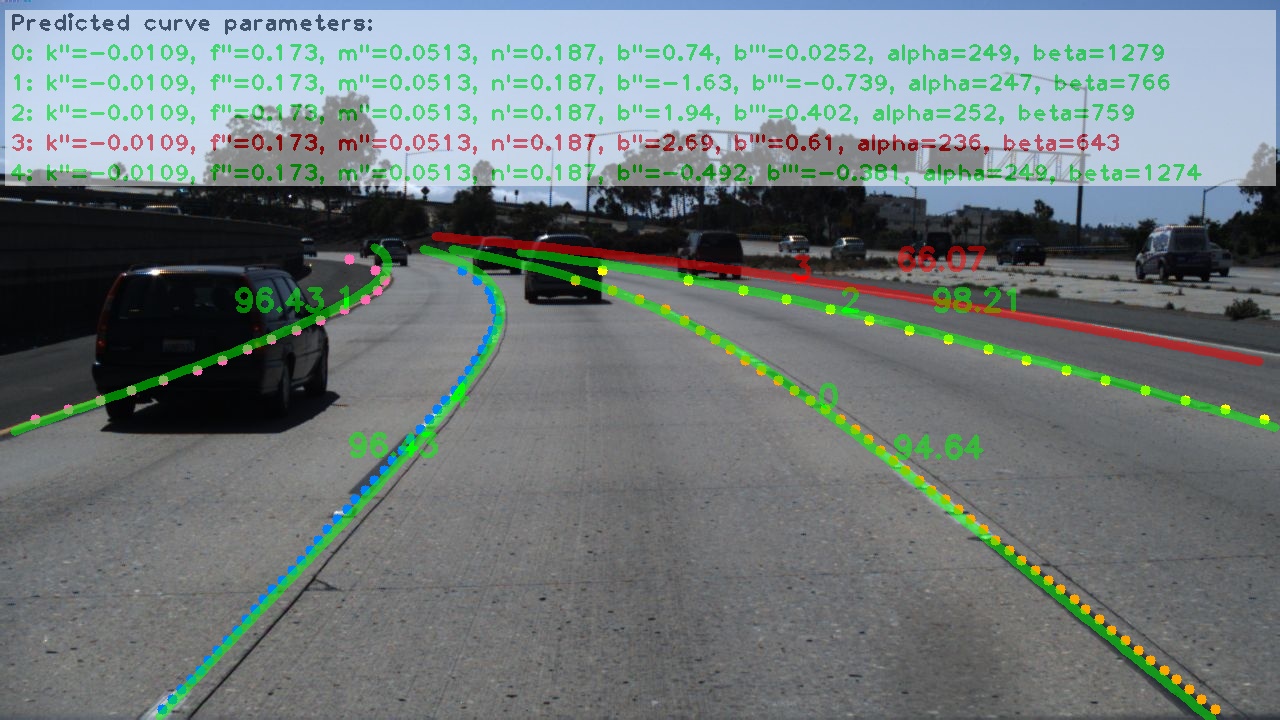 Predicted curve parameters:
0: k''=-0.0109, f''=0.173, m''=0.0513, n'=0.187, b''=0.74, b'''=0.0252, alpha=249, beta=1279
1: k''=-0.0109, f''=0.173, m''=0.0513, n'=0.187, b''=-1.63, b'''=-0.739, alpha=247, beta=766
2: k''=-0.0109, f''=0.173, m''=0.0513, n'=0.187, b''=1.94, b'''=0.402, alpha=252, beta=759
3: k''=-0.0109, f''=0.173, m''=0.0513, n'=0.187, b''=2.69, b'''=0.61, alpha=236, beta=643
4: k''=-0.0109, f''=0.173, m''=0.0513, n'=0.187, b''=-0.492, b'''=-0.381, alpha=249, beta=1274
3 66.07
96.43 1
2 98.21
0
96.43 4
94.64